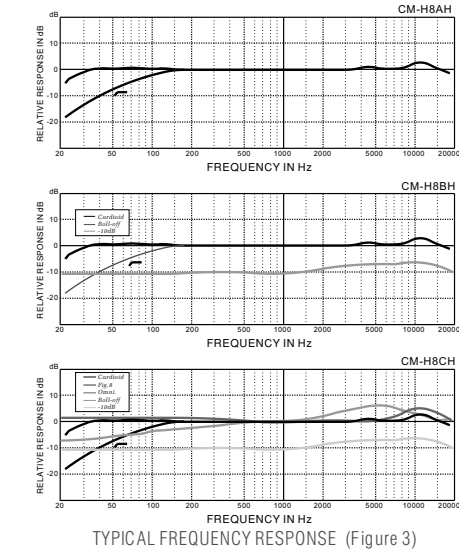 CM-H8AH
dB
RELATIVE RESPONSE IN dB
10
0
-10
-20
20 50 100 200 500 1000 2000 5000 10000 20000
FREQUENCY IN Hz
CM-H8BH
dB
RELATIVE RESPONSE IN dB
10
0
-10
-20
Cardioid
Roll-off
-10dB
20 50 100 200 500 1000 2000 5000 10000 20000
FREQUENCY IN Hz
CM-H8CH
dB
RELATIVE RESPONSE IN dB
10
0
-10
-20
Cardioid
Fig.8
Omni.
Roll-off
-10dB
20 50 100 200 500 1000 2000 5000 10000 20000
FREQUENCY IN Hz
TYPICAL FREQUENCY RESPONSE (Figure 3)